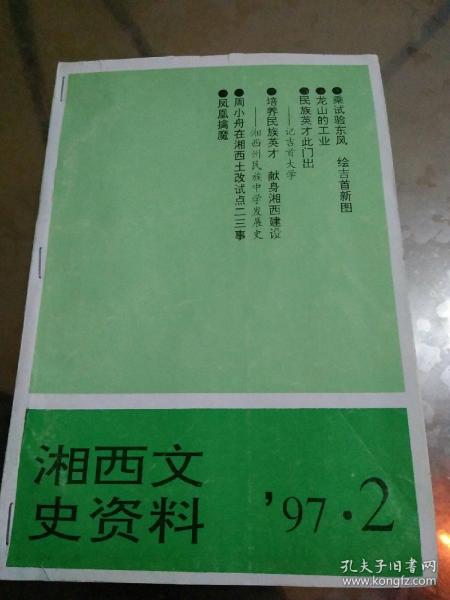 ●乘试验东风　绘吉首新图
●龙山的工业
●民族英才此门出
——记吉首大学
●培养民族英才　献身湘西建设
——湘西州民族中学发展史
●周小舟在湘西土改试点二三事
●凤凰擒魔
湘西文
史资料
'97·2
孔夫子旧书网
www.kongfz.com